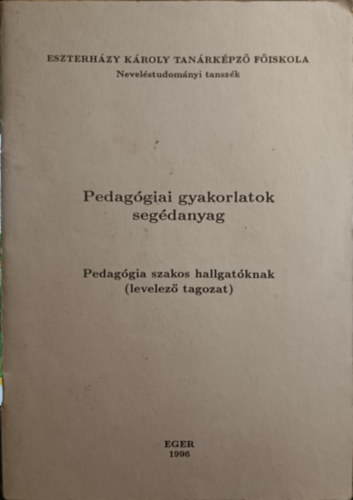 ESZTERHÁZY KÁROLY TANÁRKÉPZŐ FŐISKOLA
Neveléstudományi tanszék
Pedagógiai gyakorlatok
segédanyag
Pedagógia szakos hallgatóknak
(levelező tagozat)
EGER
1996